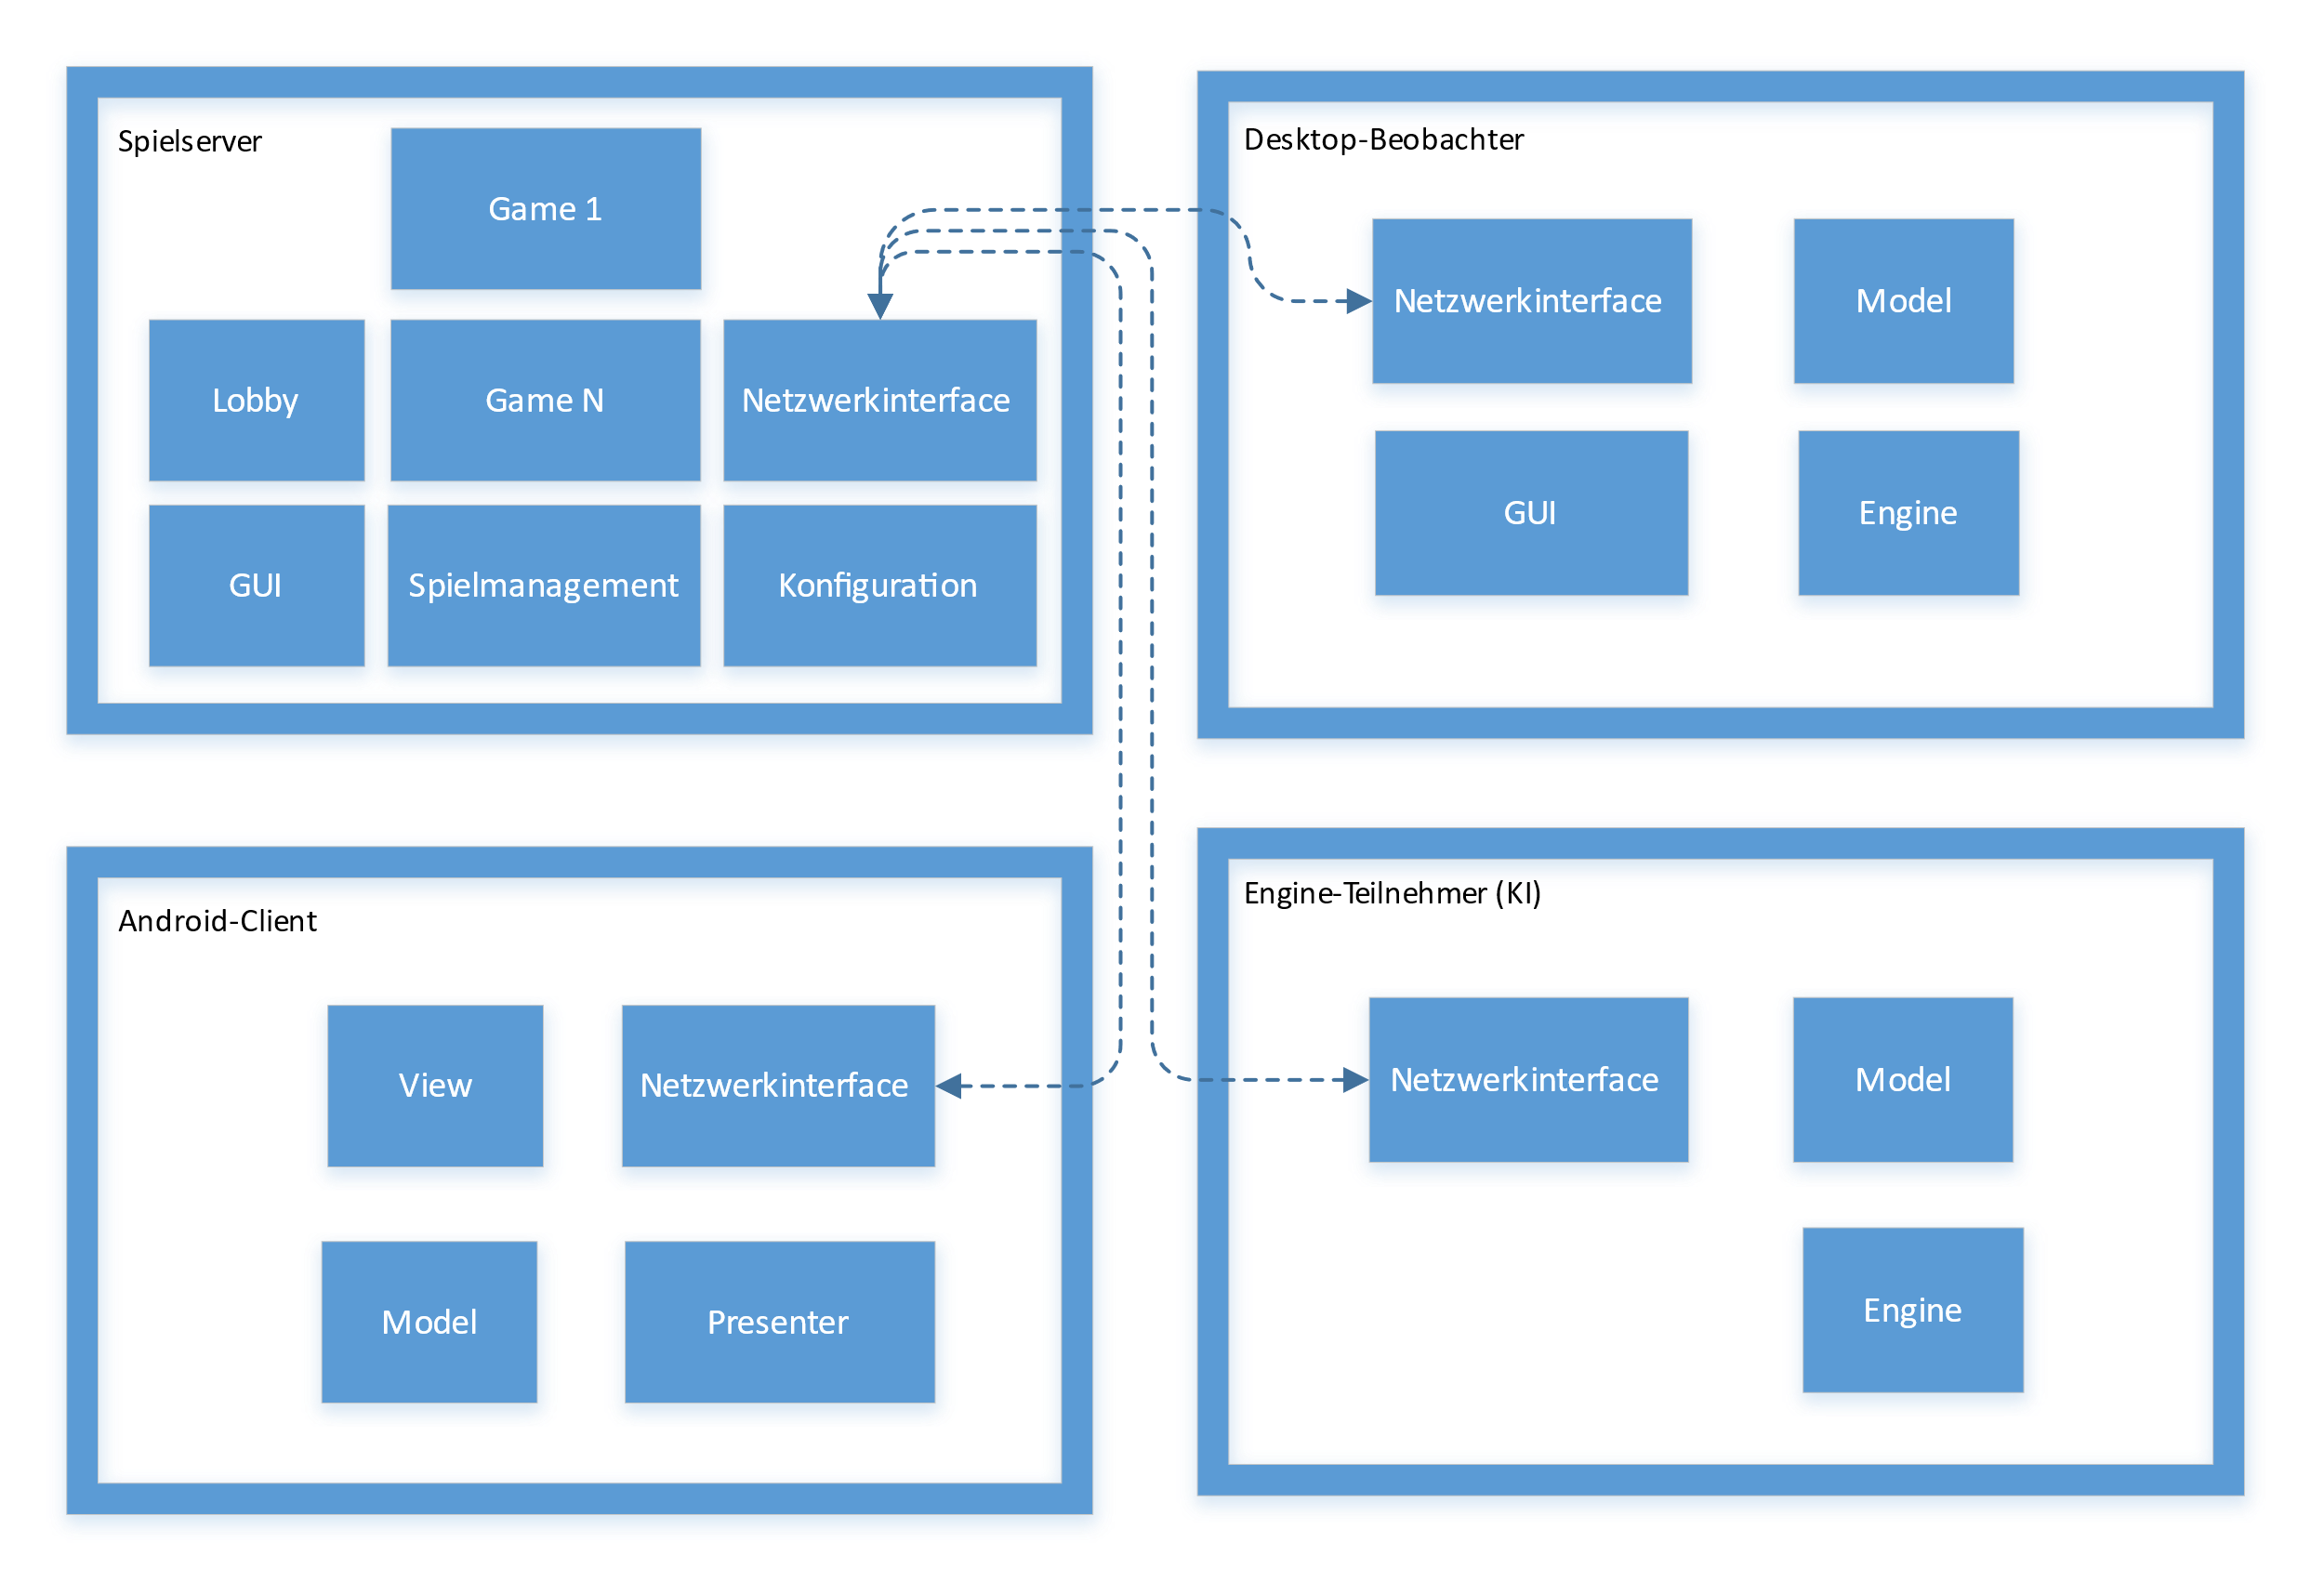 Spielserver
Game 1
Lobby
Game N
Netzwerkinterface
GUI
Spielmanagement
Konfiguration
Desktop-Beobachter
Netzwerkinterface
Model
GUI
Engine
Android-Client
View
Netzwerkinterface
Model
Presenter
Engine-Teilnehmer (KI)
Netzwerkinterface
Model
Engine